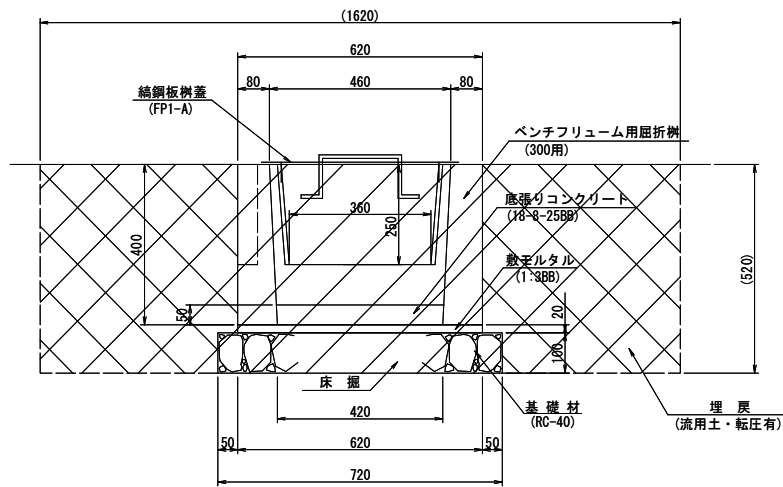 (1620)
620
80
460
80
縞鋼板桝蓋
(FP1-A)
ベンチフリューム用屈折桝
(300用)
360
250
底張りコンクリート
(18-8-25BB)
400
(520)
敷モルタル
(1:3BB)
50
20
100
床 掘
420
基 礎 材
(RC-40)
埋 戻
(流用土・転圧有)
50
620
50
720